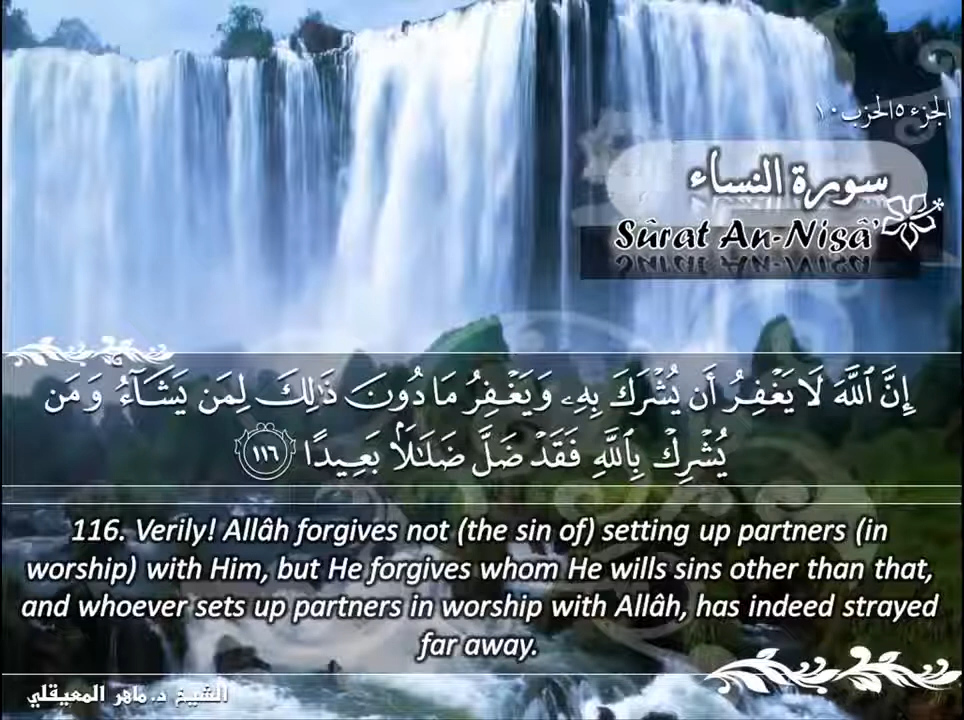 الجزء ٥ الحزب ١٠
سورة النساء
Sûrat An-Nisâ'
إِنَّ ٱللَّهَ لَا يَغْفِرُ أَن يُشْرَكَ بِهِۦ وَيَغْفِرُ مَا دُونَ ذَٰلِكَ لِمَن يَشَآءُ ۚ وَمَن
يُشْرِكْ بِٱللَّهِ فَقَدْ ضَلَّ ضَلَٰلًۢا بَعِيدًا ١١٦
116. Verily! Allâh forgives not (the sin of) setting up partners (in
worship) with Him, but He forgives whom He wills sins other than that,
and whoever sets up partners in worship with Allâh, has indeed strayed
far away.
الشيخ د. ماهر المعيقلي